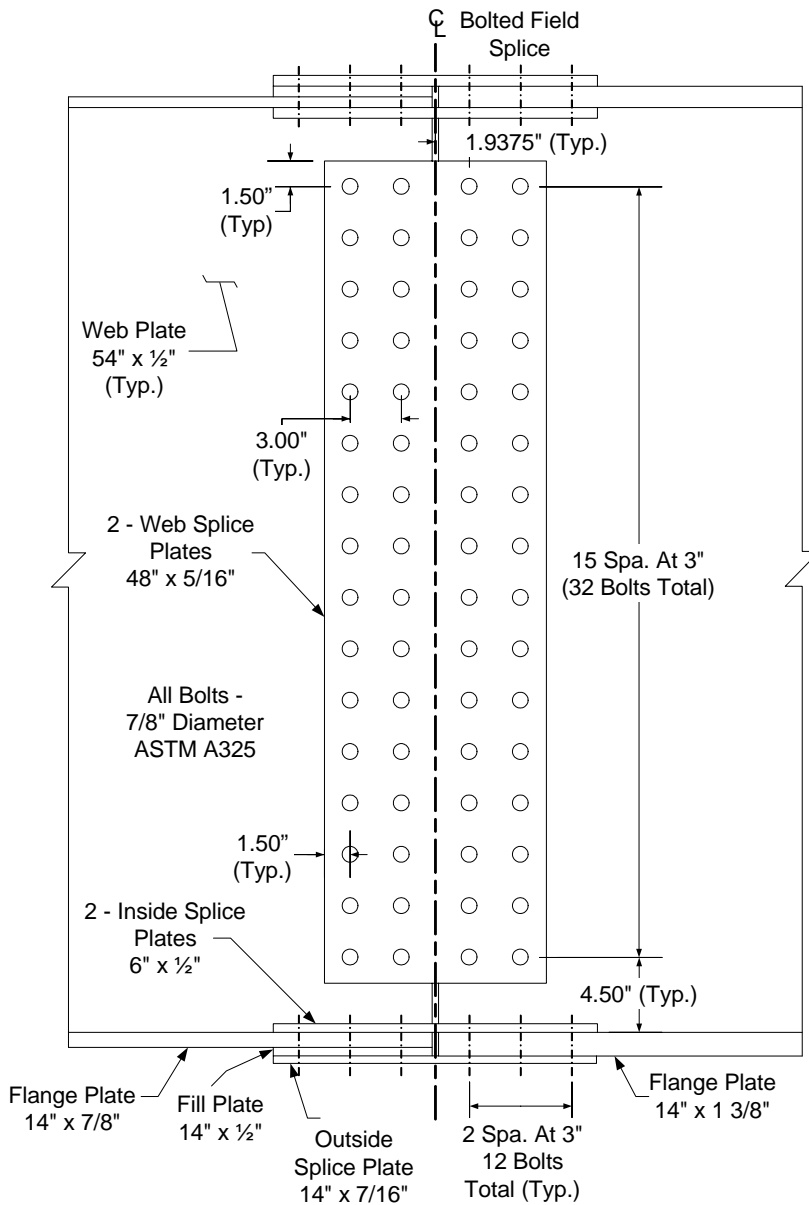 ℄ Bolted Field
Splice
1.9375" (Typ.)
1.50”
(Typ)
Web Plate
54" x ½"
(Typ.)
3.00"
(Typ.)
2 - Web Splice
Plates
48" x 5/16"
15 Spa. At 3"
(32 Bolts Total)
All Bolts -
7/8" Diameter
ASTM A325
1.50”
(Typ.)
2 - Inside Splice
Plates
6" x ½"
4.50" (Typ.)
Flange Plate
14" x 7/8"
Fill Plate
14" x ½"
Outside
Splice Plate
14" x 7/16"
2 Spa. At 3"
12 Bolts
Total (Typ.)
Flange Plate
14" x 1 3/8"